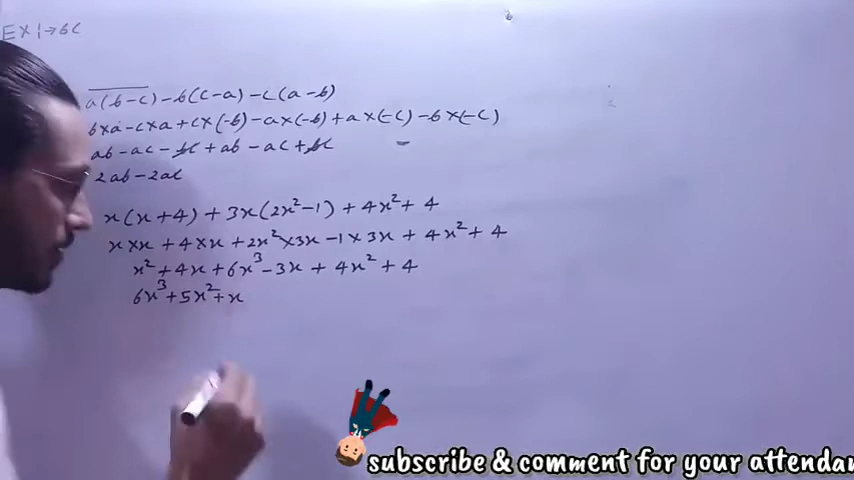 EX 1→6C
a(b-c)-b(c-a)-c(a-b)
b×a-c×a+c×(-b)-a×(-b)+a×(-c)-b×(-c)
ab-ac-bc+ab-ac+bc
2ab-2ac
x(x+4)+3x(2x²-1)+4x²+4
x×x+4×x+2x²×3x-1×3x+4x²+4
x²+4x+6x³-3x+4x²+4
6x³+5x²+x
subscribe & comment for your attendan